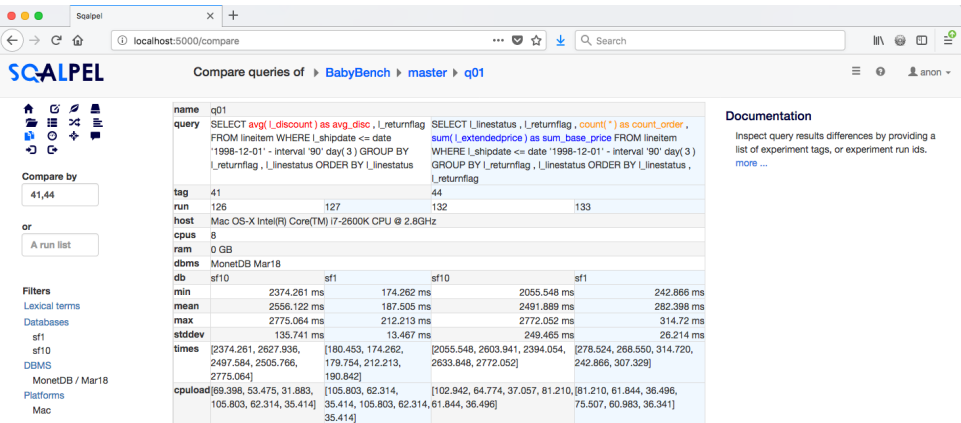 Sqalpel
localhost:5000/compare
Search
SQALPEL
Compare queries of BabyBench master q01
anon
Compare by
41,44
or
A run list
Filters
Lexical terms
Databases
sf1
sf10
DBMS
MonetDB / Mar18
Platforms
Mac
name q01
query SELECT avg( l_discount ) as avg_disc , l_returnflag
FROM lineitem WHERE l_shipdate <= date
'1998-12-01' - interval '90' day( 3 ) GROUP BY
l_returnflag , l_linestatus ORDER BY l_linestatus
SELECT l_linestatus , l_returnflag , count( * ) as count_order ,
sum( l_extendedprice ) as sum_base_price FROM lineitem
WHERE l_shipdate <= date '1998-12-01' - interval '90' day( 3 )
GROUP BY l_returnflag , l_linestatus ORDER BY l_linestatus ,
l_returnflag
tag 41 44
run 126 127 132 133
host Mac OS-X Intel(R) Core(TM) i7-2600K CPU @ 2.8GHz
cpus 8
ram 0 GB
dbms MonetDB Mar18
db sf10 sf1 sf10 sf1
min 2374.261 ms 174.262 ms 2055.548 ms 242.866 ms
mean 2556.122 ms 187.505 ms 2491.889 ms 282.398 ms
max 2775.064 ms 212.213 ms 2772.052 ms 314.72 ms
stddev 135.741 ms 13.467 ms 249.465 ms 26.214 ms
times [2374.261, 2627.936, [180.453, 174.262, [2055.548, 2603.941, 2394.054, [278.524, 268.550, 314.720,
2497.584, 2505.766, 179.754, 212.213, 2633.848, 2772.052] 242.866, 307.329]
2775.064] 190.842]
cpuload [69.398, 53.475, 31.883, [105.803, 62.314, [102.942, 64.774, 37.057, 81.210, [81.210, 61.844, 36.496,
105.803, 62.314, 35.414] 35.414, 105.803, 62.314, 61.844, 36.496] 75.507, 60.983, 36.341]
35.414]
Documentation
Inspect query results differences by providing a
list of experiment tags, or experiment run ids.
more ...